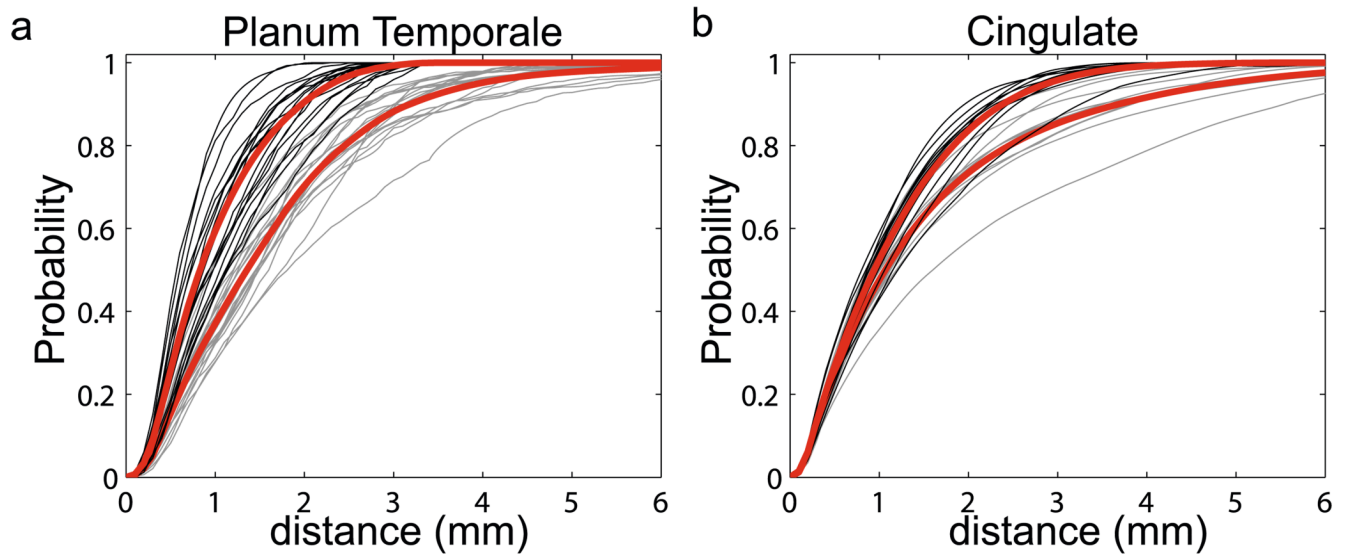 a
Planum Temporale
Probability
1
0.8
0.6
0.4
0.2
0
0 1 2 3 4 5 6
distance (mm)
b
Cingulate
Probability
1
0.8
0.6
0.4
0.2
0
0 1 2 3 4 5 6
distance (mm)